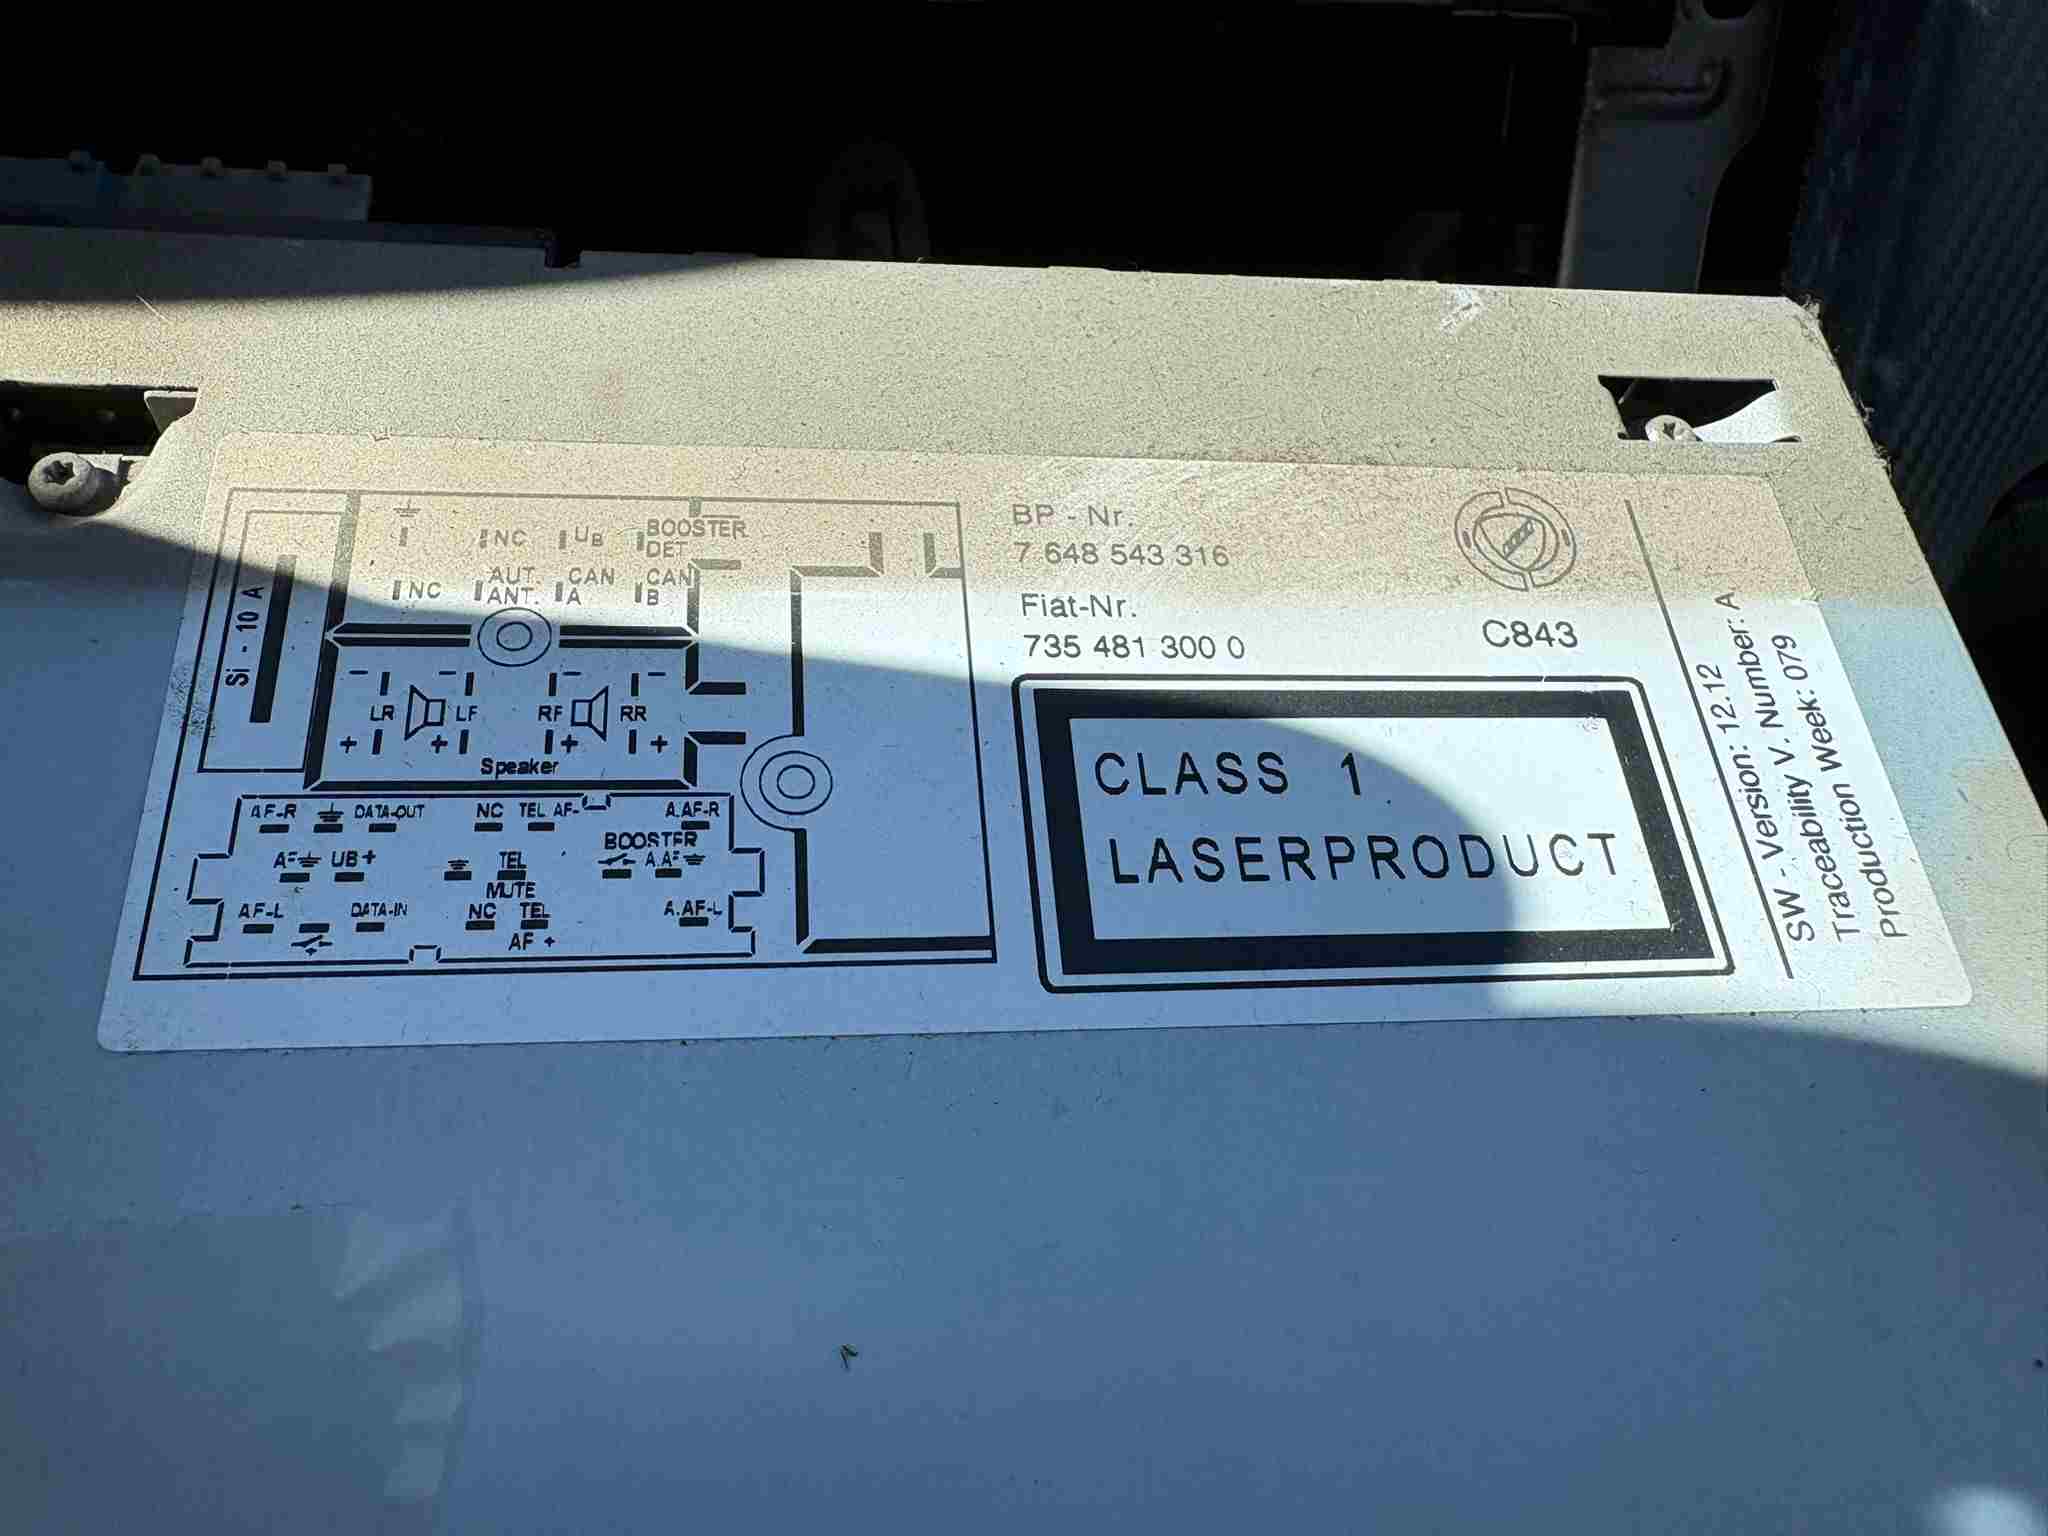 Si - 10 A
NC UB BOOSTER
DET
NC AUT. ANT. CAN A CAN B
- - - -
LR LF RF RR
+ + + +
Speaker
AF-R DATA-OUT NC TEL AF- A.AF-R
BOOSTER
AF UB+ TEL A.AF
MUTE
AF-L DATA-IN NC TEL A.AF-L
AF +
BP - Nr.
7 648 543 316
Fiat-Nr.
735 481 300 0
C843
CLASS 1
LASERPRODUCT
SW - Version: 12.12
Traceability V. Number: A
Production Week: 079